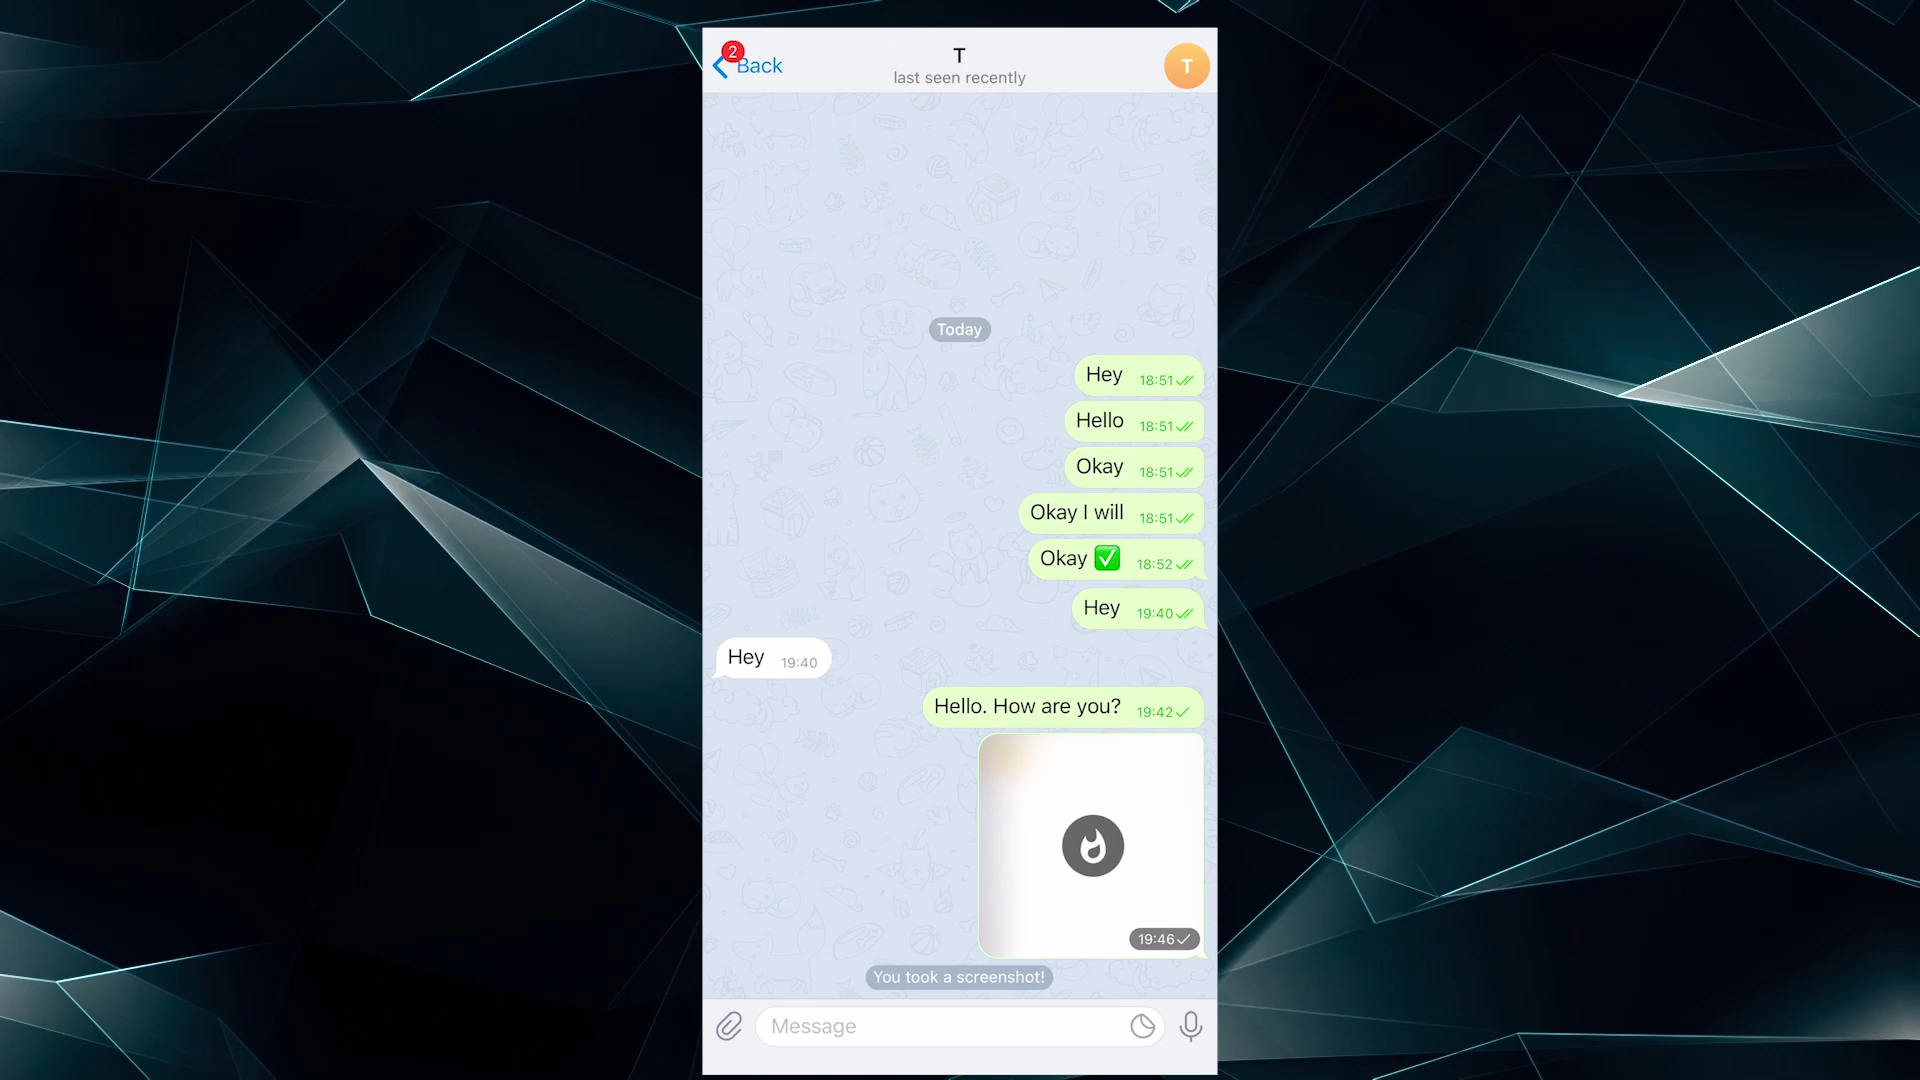 2
Back
T
last seen recently
T
Today
Hey 18:51
Hello 18:51
Okay 18:51
Okay I will 18:51
Okay ✅ 18:52
Hey 19:40
Hey 19:40
Hello. How are you? 19:42
19:46
You took a screenshot!
Message